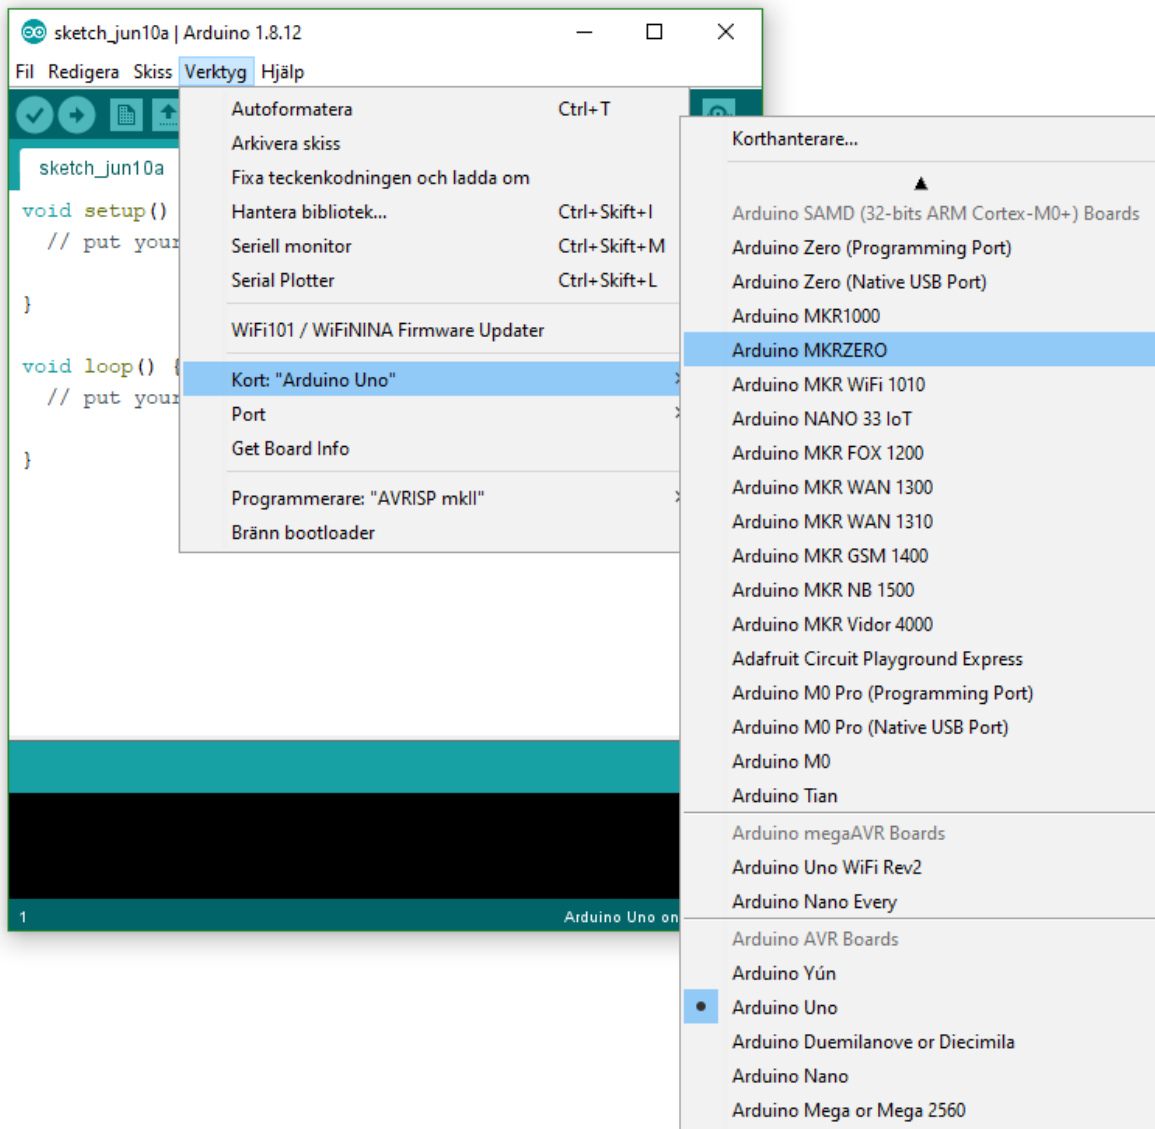 sketch_jun10a | Arduino 1.8.12
Fil Redigera Skiss Verktyg Hjälp
sketch_jun10a
void setup()
// put your
}
void loop() {
// put your
}
Autoformatera Ctrl+T
Arkivera skiss
Fixa teckenkodningen och ladda om
Hantera bibliotek... Ctrl+Skift+I
Seriell monitor Ctrl+Skift+M
Serial Plotter Ctrl+Skift+L
WiFi101 / WiFiNINA Firmware Updater
Kort: "Arduino Uno"
Port
Get Board Info
Programmerare: "AVRISP mkII"
Bränn bootloader
1 Arduino Uno on
Korthanterare...
Arduino SAMD (32-bits ARM Cortex-M0+) Boards
Arduino Zero (Programming Port)
Arduino Zero (Native USB Port)
Arduino MKR1000
Arduino MKRZERO
Arduino MKR WiFi 1010
Arduino NANO 33 IoT
Arduino MKR FOX 1200
Arduino MKR WAN 1300
Arduino MKR WAN 1310
Arduino MKR GSM 1400
Arduino MKR NB 1500
Arduino MKR Vidor 4000
Adafruit Circuit Playground Express
Arduino M0 Pro (Programming Port)
Arduino M0 Pro (Native USB Port)
Arduino M0
Arduino Tian
Arduino megaAVR Boards
Arduino Uno WiFi Rev2
Arduino Nano Every
Arduino AVR Boards
Arduino Yún
Arduino Uno
Arduino Duemilanove or Diecimila
Arduino Nano
Arduino Mega or Mega 2560